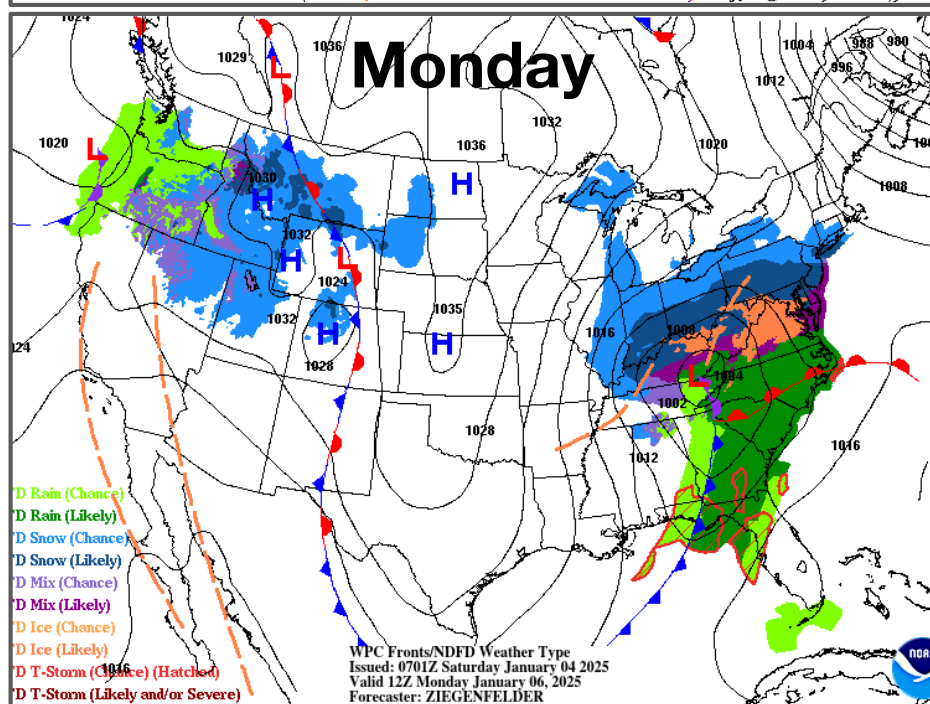 Monday
1024
1029
1036
1004
988
980
996
1012
1032
1020
1036
1020
1030
1008
1032
1024
1032
1035
1016
1008
1028
1004
1002
1028
1016
1012
'D Rain (Chance)
'D Rain (Likely)
'D Snow (Chance)
'D Snow (Likely)
'D Mix (Chance)
'D Mix (Likely)
'D Ice (Chance)
'D Ice (Likely)
'D T-Storm (Chance) (Hatched)
'D T-Storm (Likely and/or Severe)
1016
L
L
H
H
H
L
H
H
L
WPC Fronts/NDFD Weather Type
Issued: 0701Z Saturday January 04 2025
Valid 12Z Monday January 06, 2025
Forecaster: ZIEGENFELDER